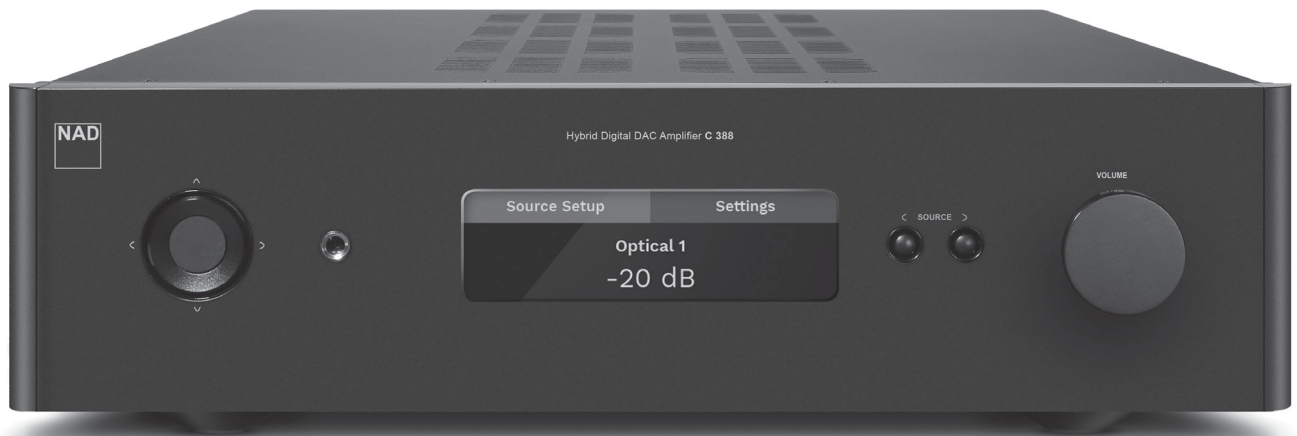 NAD
Hybrid Digital DAC Amplifier C 388
VOLUME
Source Setup
Settings
< SOURCE >
Optical 1
-20 dB